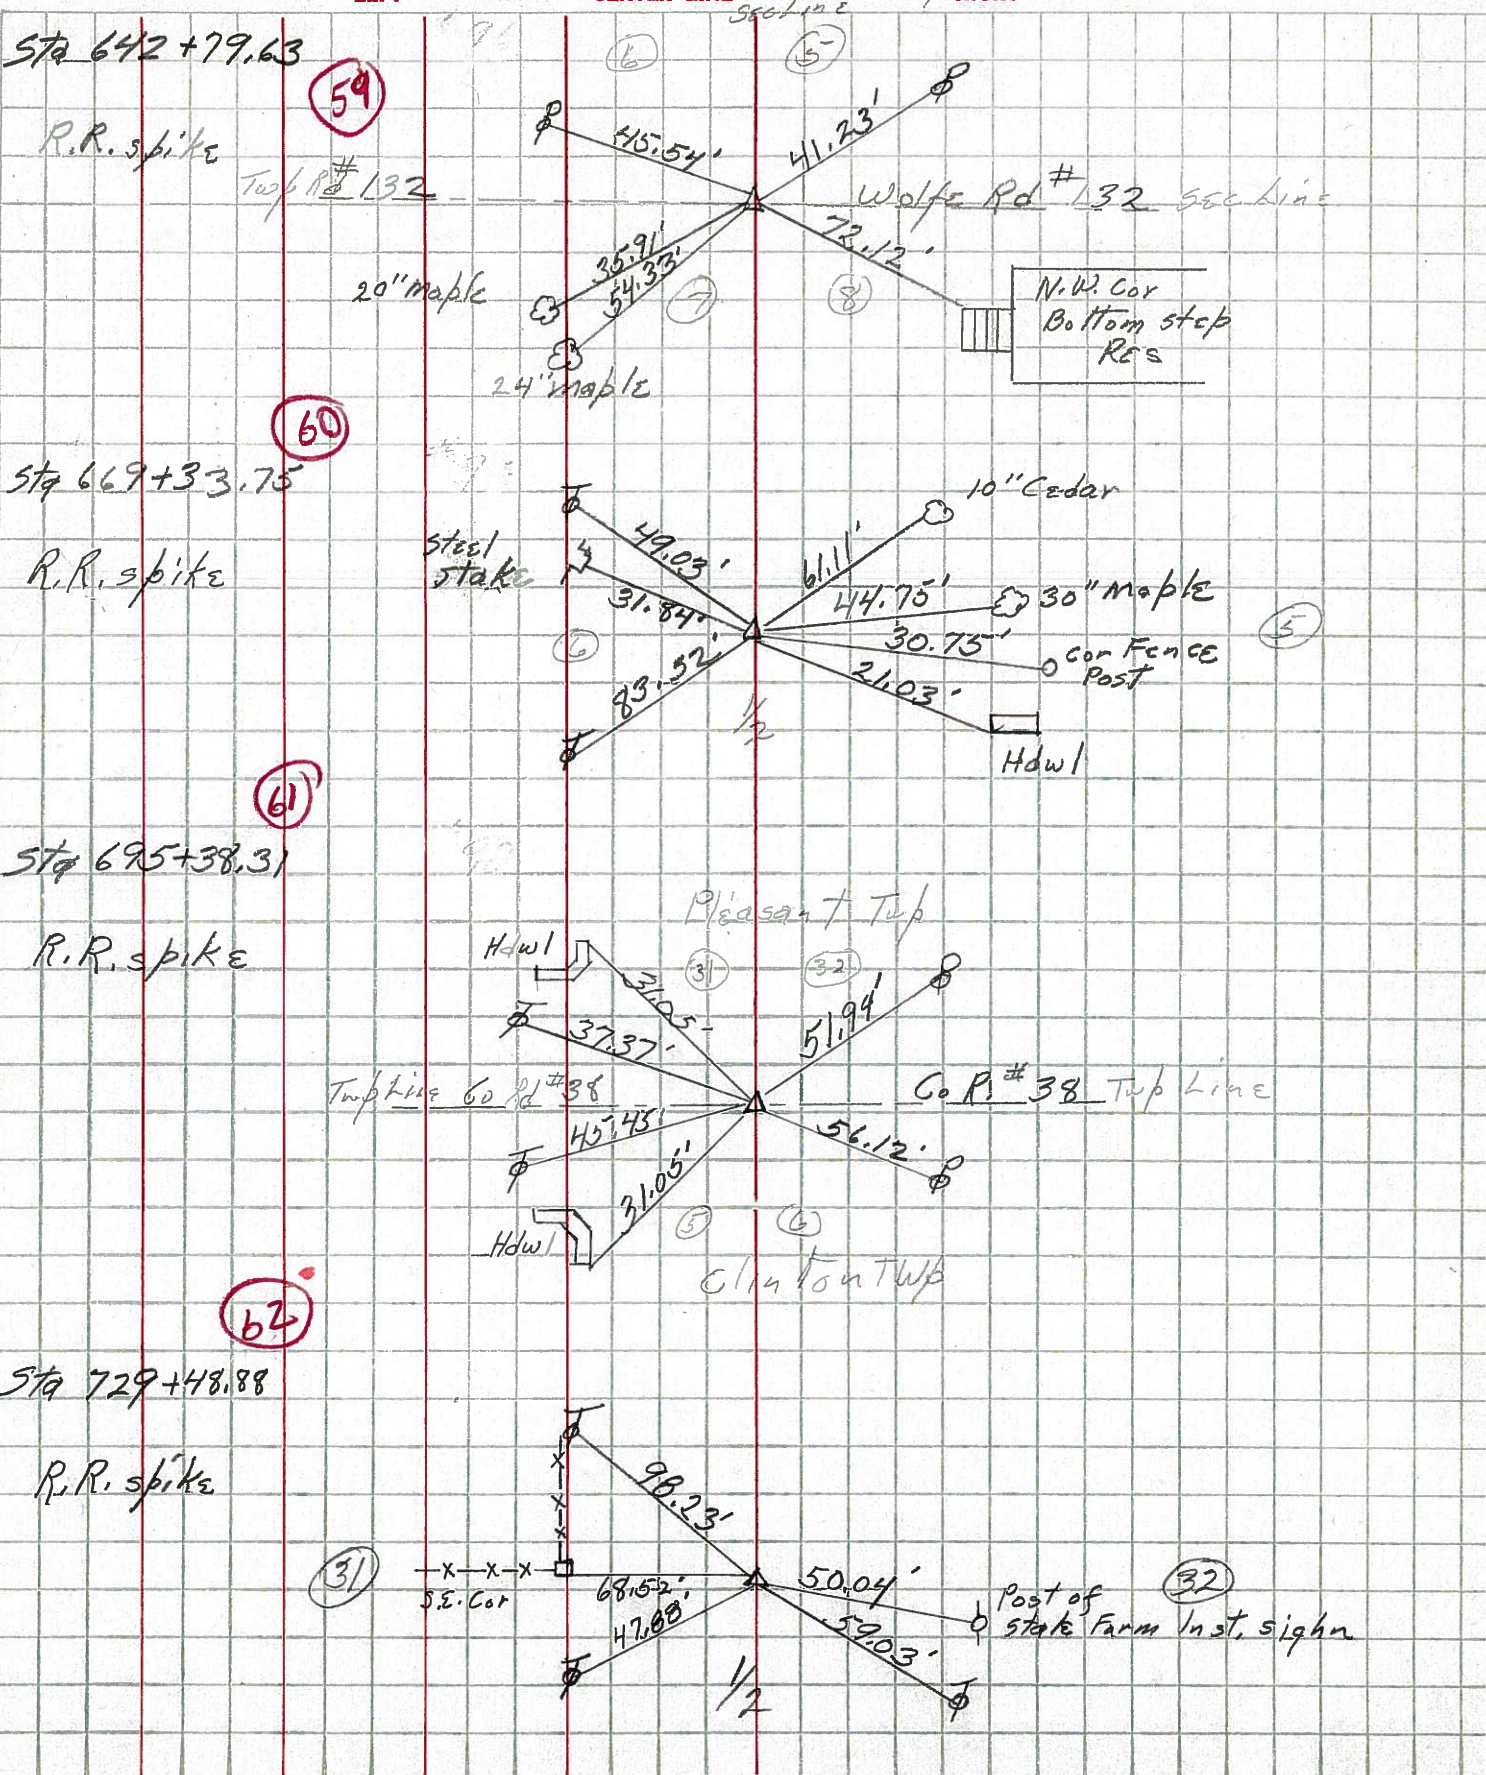 Sec Line
Sta 642+79.63
59
6
5
R.R. spike
45.54'
41.23'
Twp Rd #132
Wolfe Rd #132 Sec Line
35.91'
54.33'
72.12'
20" Maple
7
8
N.W. Cor
Bottom step
Res
24" Maple
60
Sta 669+33.75
10" Cedar
49.03'
61.11'
Steel
stake
R.R. spike
31.84'
44.75'
30" Maple
5
6
30.75'
Cor Fence
Post
83.52'
21.03'
1/2
Hdwl
61
Sta 695+38.31
Pleasant Twp
R.R. spike
Hdwl
31
32
31.05'
51.94'
37.37'
Twp Line Co Rd #38
Co Rd #38 Twp Line
45.45'
56.12'
31.05'
Hdwl
5
6
Clinton Twp
62
Sta 729+48.88
R.R. spike
98.23'
31
S.E. Cor
68.52'
50.04'
32
Post of
State Farm Inst. sighn
47.88'
59.03'
1/2